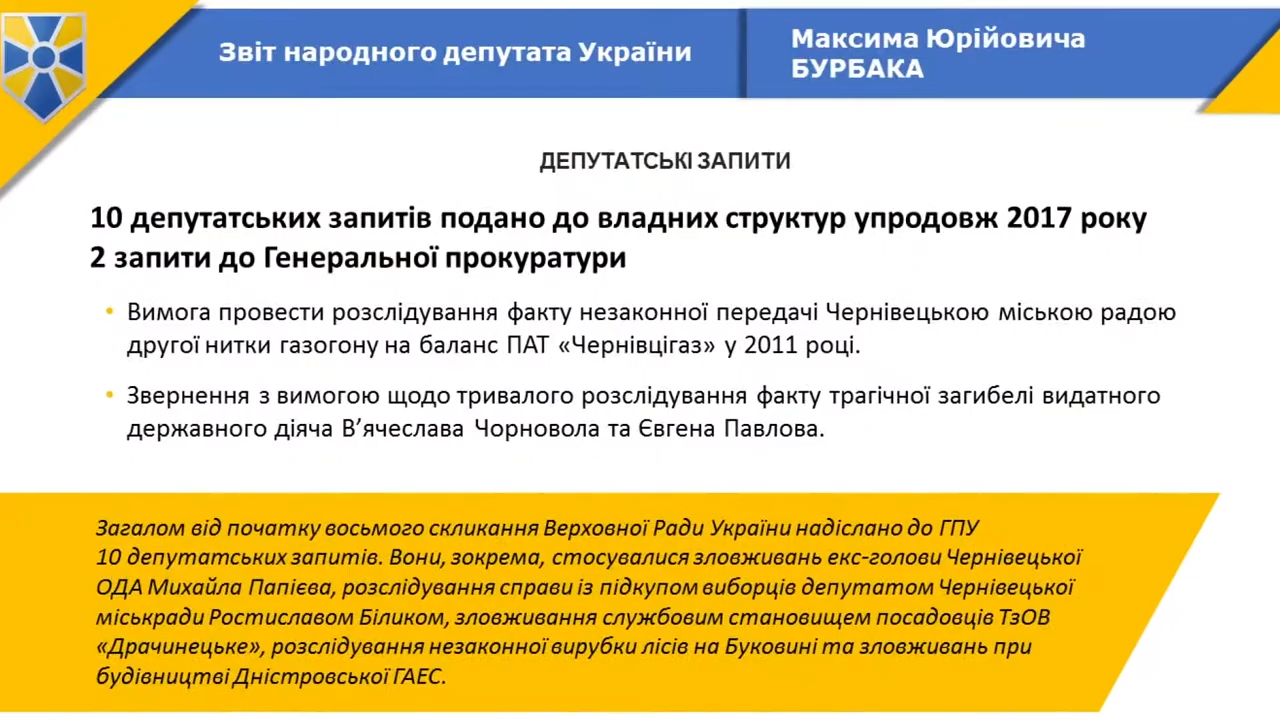 Звіт народного депутата України
Максима Юрійовича
БУРБАКА
ДЕПУТАТСЬКІ ЗАПИТИ
10 депутатських запитів подано до владних структур упродовж 2017 року
2 запити до Генеральної прокуратури
• Вимога провести розслідування факту незаконної передачі Чернівецькою міською радою
другої нитки газогону на баланс ПАТ «Чернівцігаз» у 2011 році.
• Звернення з вимогою щодо тривалого розслідування факту трагічної загибелі видатного
державного діяча В’ячеслава Чорновола та Євгена Павлова.
Загалом від початку восьмого скликання Верховної Ради України надіслано до ГПУ
10 депутатських запитів. Вони, зокрема, стосувалися зловживань екс-голови Чернівецької
ОДА Михайла Папієва, розслідування справи із підкупом виборців депутатом Чернівецької
міськради Ростиславом Біликом, зловживання службовим становищем посадовців ТзОВ
«Драчинецьке», розслідування незаконної вирубки лісів на Буковині та зловживань при
будівництві Дністровської ГАЕС.